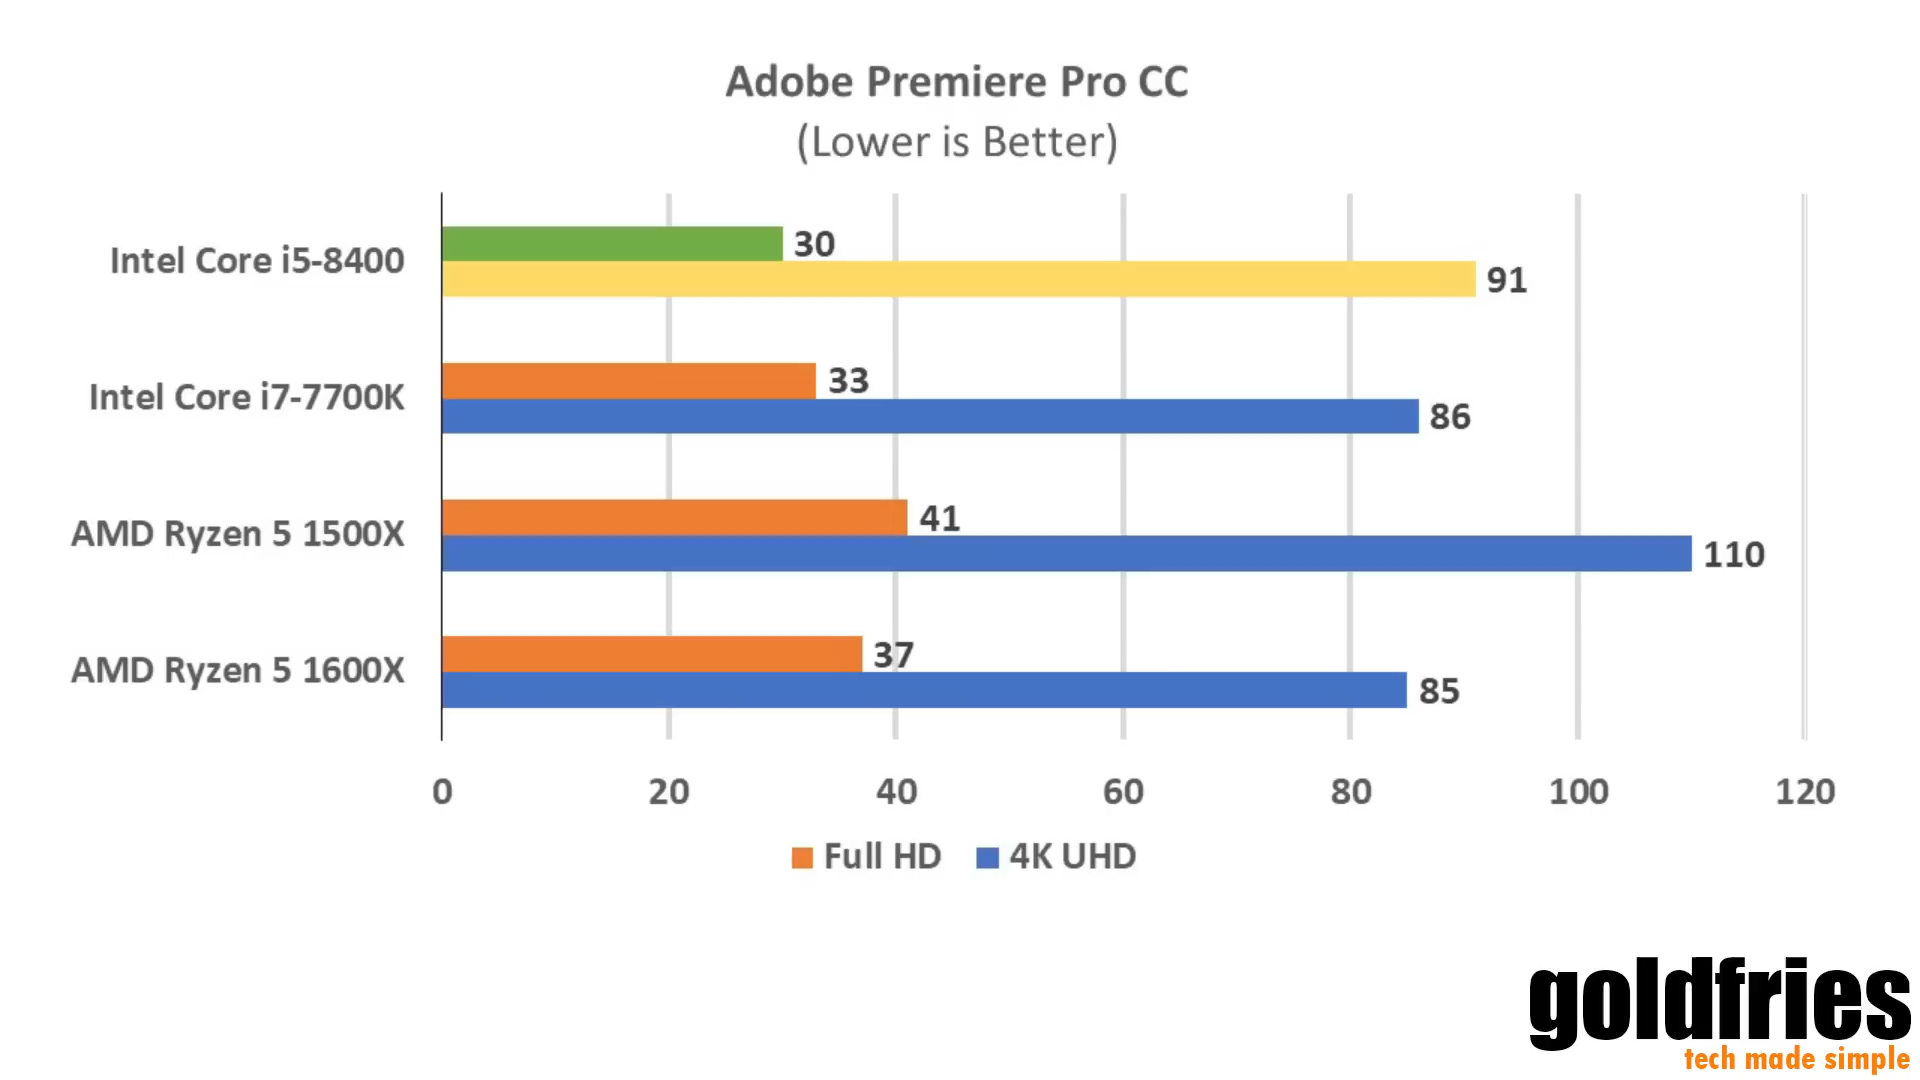 Adobe Premiere Pro CC
(Lower is Better)
Intel Core i5-8400
30
91
Intel Core i7-7700K
33
86
AMD Ryzen 5 1500X
41
110
AMD Ryzen 5 1600X
37
85
0 20 40 60 80 100 120
Full HD 4K UHD
goldfries
tech made simple